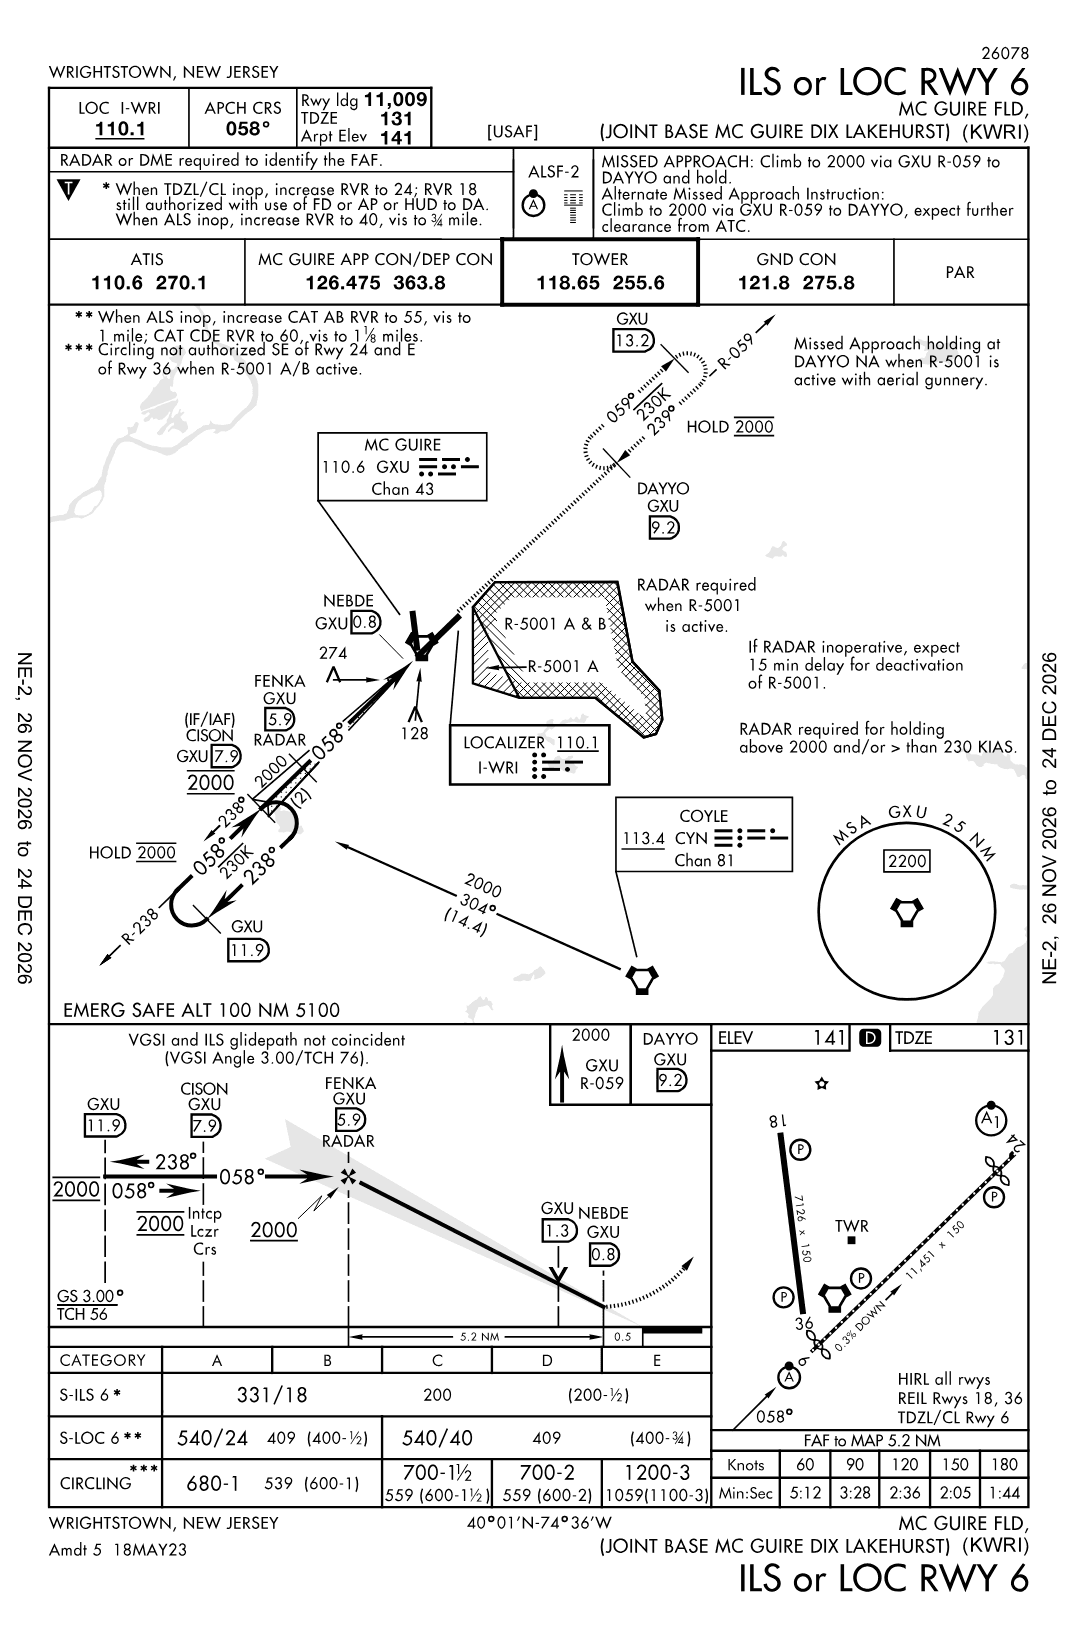 26078
WRIGHTSTOWN, NEW JERSEY
ILS or LOC RWY 6
MC GUIRE FLD,
[USAF]
(JOINT BASE MC GUIRE DIX LAKEHURST) (KWRI)
LOC I-WRI
110.1
APCH CRS
058°
Rwy ldg 11,009
TDZE 131
Arpt Elev 141
RADAR or DME required to identify the FAF.
T
* When TDZL/CL inop, increase RVR to 24; RVR 18
still authorized with use of FD or AP or HUD to DA.
When ALS inop, increase RVR to 40, vis to ¾ mile.
ALSF-2
A
MISSED APPROACH: Climb to 2000 via GXU R-059 to
DAYYO and hold.
Alternate Missed Approach Instruction:
Climb to 2000 via GXU R-059 to DAYYO, expect further
clearance from ATC.
ATIS
110.6 270.1
MC GUIRE APP CON/DEP CON
126.475 363.8
TOWER
118.65 255.6
GND CON
121.8 275.8
PAR
** When ALS inop, increase CAT AB RVR to 55, vis to
1 mile; CAT CDE RVR to 60, vis to 1⅛ miles.
*** Circling not authorized SE of Rwy 24 and E
of Rwy 36 when R-5001 A/B active.
GXU
13.2
R-059
059°
230K
239°
HOLD 2000
Missed Approach holding at
DAYYO NA when R-5001 is
active with aerial gunnery.
MC GUIRE
110.6 GXU
Chan 43
DAYYO
GXU
9.2
RADAR required
when R-5001
is active.
R-5001 A & B
R-5001 A
If RADAR inoperative, expect
15 min delay for deactivation
of R-5001.
RADAR required for holding
above 2000 and/or > than 230 KIAS.
NEBDE
GXU 0.8
274
128
FENKA
GXU
5.9
RADAR
(IF/IAF)
CISON
GXU 7.9
2000
058°
2000
(2)
238°
HOLD 2000
058°
230K
238°
R-238
GXU
11.9
LOCALIZER 110.1
I-WRI
COYLE
113.4 CYN
Chan 81
2000
304°
(14.4)
MSA GXU 25 NM
2200
EMERG SAFE ALT 100 NM 5100
NE-2, 26 NOV 2026 to 24 DEC 2026
NE-2, 26 NOV 2026 to 24 DEC 2026
VGSI and ILS glidepath not coincident
(VGSI Angle 3.00/TCH 76).
2000
GXU
R-059
DAYYO
GXU
9.2
GXU
11.9
CISON
GXU
7.9
FENKA
GXU
5.9
RADAR
238°
058°
2000
058°
2000
Intcp
Lczr
Crs
2000
GXU
1.3
NEBDE
GXU
0.8
GS 3.00°
TCH 56
5.2 NM
0.5
ELEV 141
D
TDZE 131
18
P
A1
24
P
7126 x 150
TWR
11,451 x 150
P
P
36
0.3% DOWN
6
A
058°
HIRL all rwys
REIL Rwys 18, 36
TDZL/CL Rwy 6
CATEGORY A B C D E
S-ILS 6 * 331/18 200 (200-½)
S-LOC 6 ** 540/24 409 (400-½) 540/40 409 (400-¾)
CIRCLING *** 680-1 539 (600-1) 700-1½ 559 (600-1½) 700-2 559 (600-2) 1200-3 1059(1100-3)
FAF to MAP 5.2 NM
Knots 60 90 120 150 180
Min:Sec 5:12 3:28 2:36 2:05 1:44
WRIGHTSTOWN, NEW JERSEY
40°01'N-74°36'W
MC GUIRE FLD,
Amdt 5 18MAY23
(JOINT BASE MC GUIRE DIX LAKEHURST) (KWRI)
ILS or LOC RWY 6